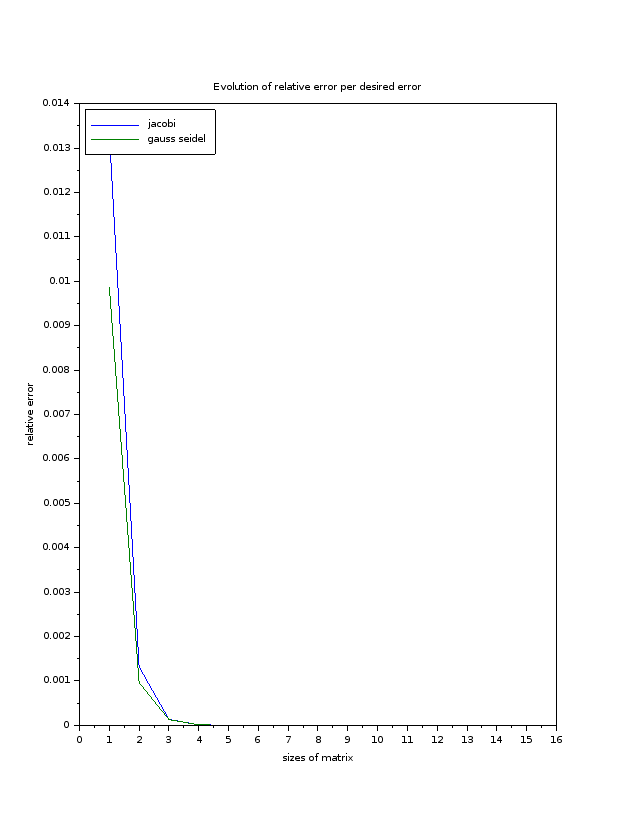 Evolution of relative error per desired error
jacobi
gauss seidel
0.014
0.013
0.012
0.011
0.01
0.009
0.008
0.007
0.006
0.005
0.004
0.003
0.002
0.001
0
relative error
0 1 2 3 4 5 6 7 8 9 10 11 12 13 14 15 16
sizes of matrix